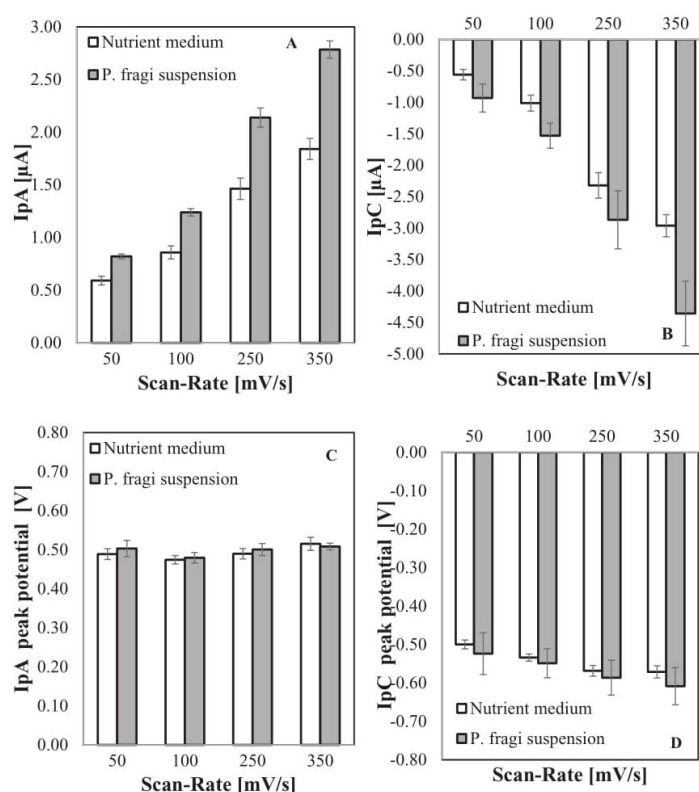 3.00
2.50
2.00
1.50
1.00
0.50
0.00
IpA [µA]
Nutrient medium
P. fragi suspension
A
50 100 250 350
Scan-Rate [mV/s]
50 100 250 350
0.00
-0.50
-1.00
-1.50
-2.00
-2.50
-3.00
-3.50
-4.00
-4.50
-5.00
IpC [µA]
Nutrient medium
P. fragi suspension
B
Scan-Rate [mV/s]
0.80
0.70
0.60
0.50
0.40
0.30
0.20
0.10
0.00
IpA peak potential [V]
Nutrient medium
P. fragi suspension
C
50 100 250 350
Scan-Rate [mV/s]
50 100 250 350
0.00
-0.10
-0.20
-0.30
-0.40
-0.50
-0.60
-0.70
-0.80
IpC peak potential [V]
Nutrient medium
P. fragi suspension
D
Scan-Rate [mV/s]